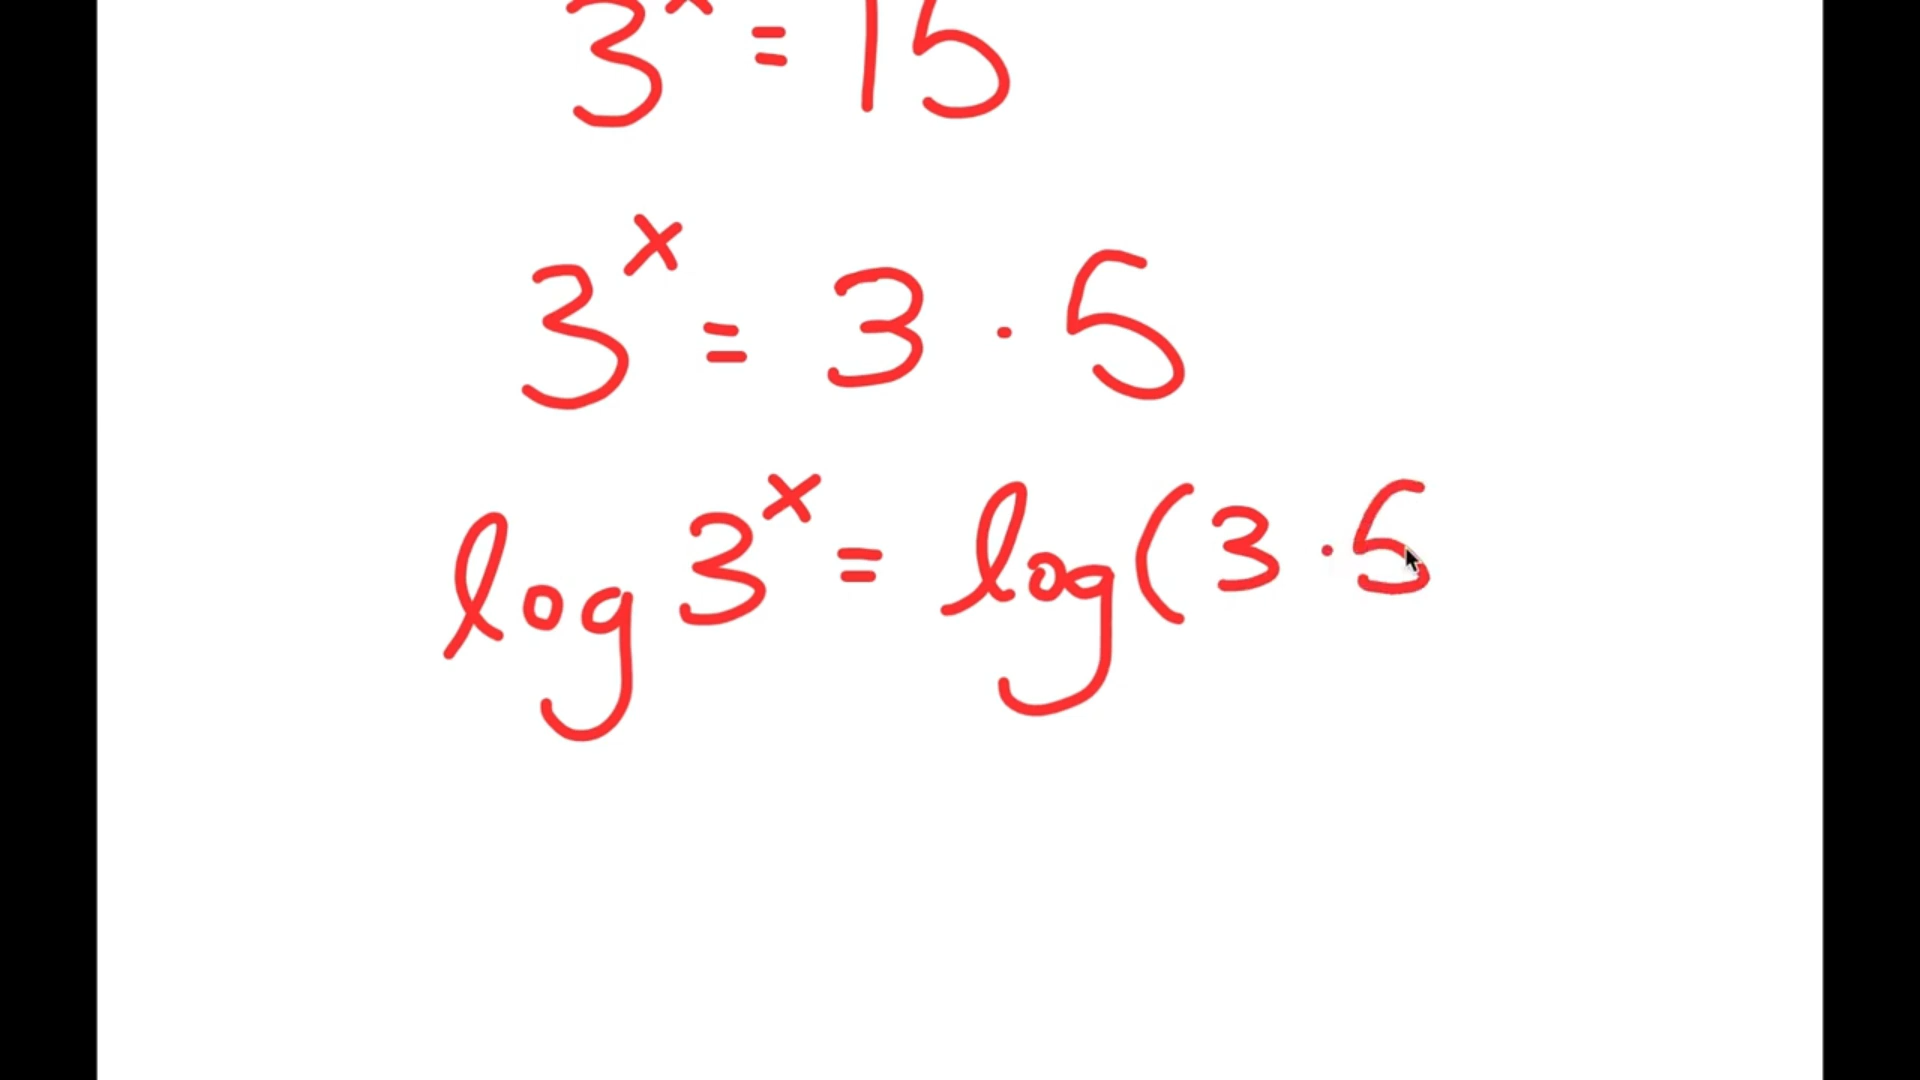 3^x = 15
3^x = 3 · 5
log 3^x = log(3 · 5